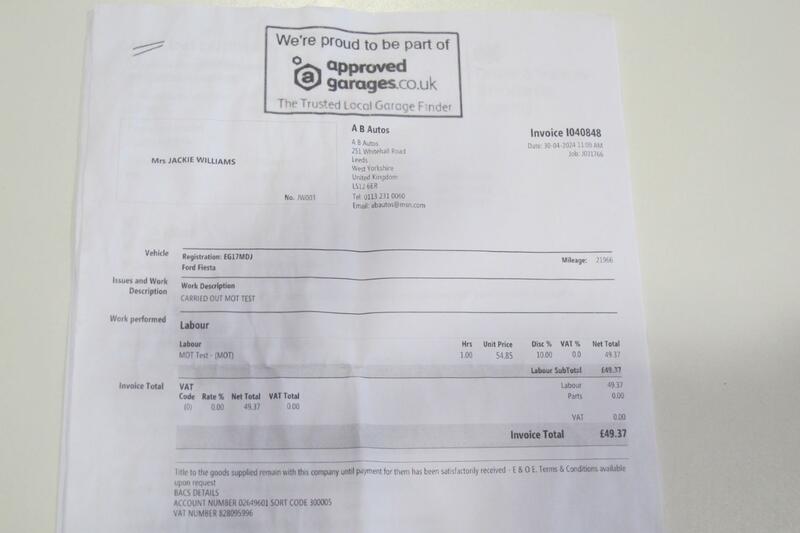 We're proud to be part of
a approved
garages.co.uk
The Trusted Local Garage Finder
A B Autos
A B Autos
251 Whitehall Road
Leeds
West Yorkshire
United Kingdom
LS12 6ER
Tel: 0113 231 0060
Email: abautos@msn.com
Invoice I040848
Date: 30-04-2024 11:00 AM
Job: J031766
Mrs JACKIE WILLIAMS
No. JW001
Vehicle
Registration: EG17MDJ
Mileage: 21966
Ford Fiesta
Issues and Work
Description
Work Description
CARRIED OUT MOT TEST
Work performed
Labour
Labour Hrs Unit Price Disc % VAT % Net Total
MOT Test - (MOT) 1.00 54.85 10.00 0.0 49.37
Labour SubTotal £49.37
Invoice Total
VAT
Code Rate % Net Total VAT Total
(0) 0.00 49.37 0.00
Labour 49.37
Parts 0.00
VAT 0.00
Invoice Total £49.37
Title to the goods supplied remain with this company until payment for them has been satisfactorily received - E & O E. Terms & Conditions available
upon request
BACS DETAILS
ACCOUNT NUMBER 02649601 SORT CODE 300005
VAT NUMBER 828095996